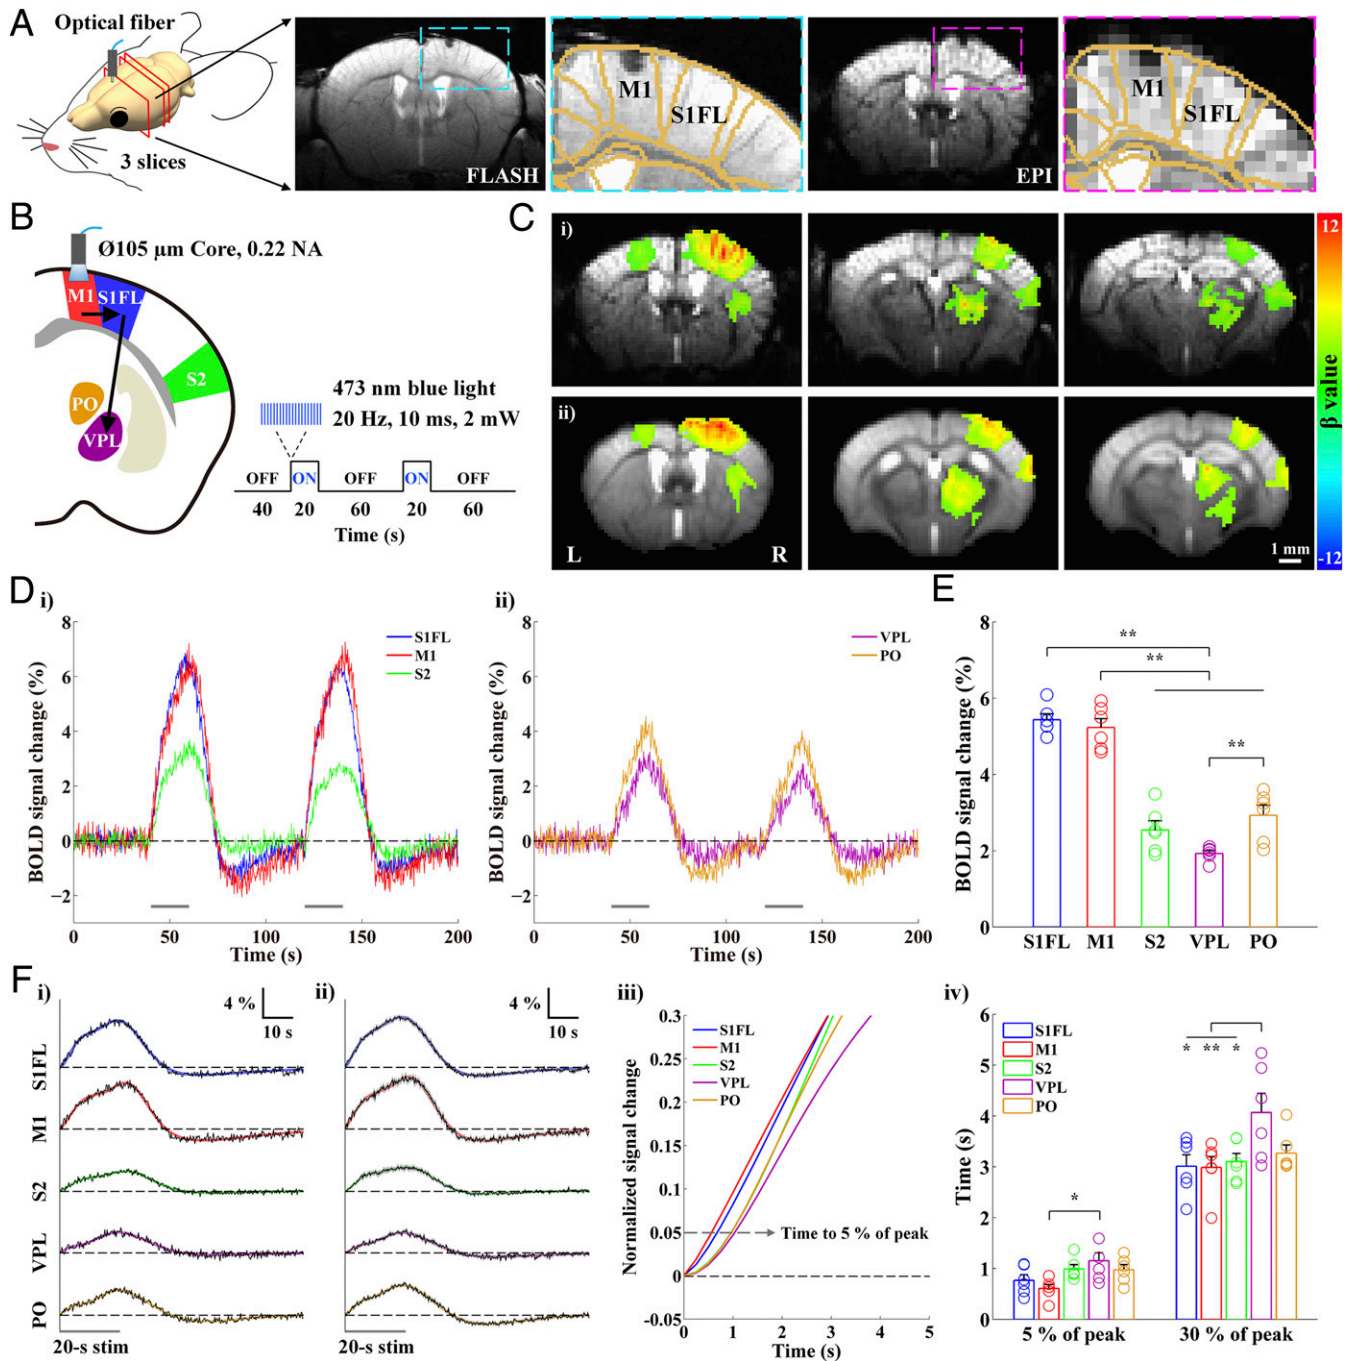 A
Optical fiber
3 slices
FLASH
M1
S1FL
EPI
M1
S1FL
B
Ø105 µm Core, 0.22 NA
M1
S1FL
S2
PO
VPL
473 nm blue light
20 Hz, 10 ms, 2 mW
OFF ON OFF ON OFF
40 20 60 20 60
Time (s)
C
i)
ii)
L R
1 mm
12
β value
-12
D
i)
BOLD signal change (%)
8
6
4
2
0
−2
S1FL
M1
S2
0 50 100 150 200
Time (s)
ii)
BOLD signal change (%)
8
6
4
2
0
−2
VPL
PO
0 50 100 150 200
Time (s)
E
BOLD signal change (%)
8
6
4
2
0
**
**
**
S1FL M1 S2 VPL PO
F
i)
4 %
10 s
S1FL
M1
S2
VPL
PO
20-s stim
ii)
4 %
10 s
20-s stim
iii)
Normalized signal change
0.3
0.25
0.2
0.15
0.1
0.05
0
-0.05
S1FL
M1
S2
VPL
PO
Time to 5 % of peak
0 1 2 3 4 5
Time (s)
iv)
Time (s)
6
5
4
3
2
1
0
S1FL
M1
S2
VPL
PO
*
* ** *
5 % of peak 30 % of peak